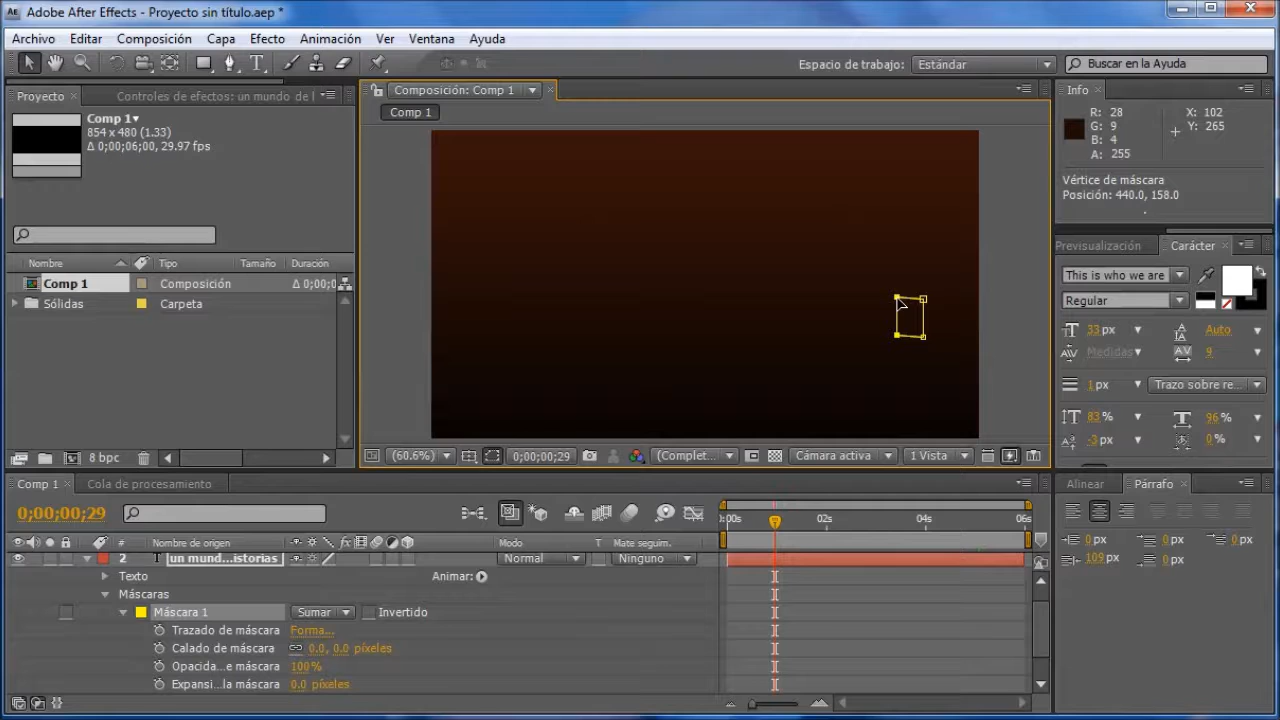 Adobe After Effects - Proyecto sin título.aep *
Archivo Editar Composición Capa Efecto Animación Ver Ventana Ayuda
Espacio de trabajo: Estándar Buscar en la Ayuda
Proyecto Controles de efectos: un mundo de l
Composición: Comp 1
Info
Comp 1▾
854 x 480 (1.33)
Δ 0;00;06;00, 29.97 fps
Comp 1
R: 28
G: 9
B: 4
A: 255
X: 102
Y: 265
Vértice de máscara
Posición: 440.0, 158.0
Previsualización Carácter
Nombre Tipo Tamaño Duración
Comp 1 Composición Δ 0;00;0
Sólidas Carpeta
This is who we are
Regular
33 px Auto
Medidas 9
1 px Trazo sobre re...
83 % 96 %
-3 px 0 %
8 bpc
(60.6%) 0;00;00;29 (Complet... Cámara activa 1 Vista
Comp 1 Cola de procesamiento
Alinear Párrafo
0;00;00;29
0:00s 02s 04s 06s
# Nombre de origen Modo T Mate seguim.
0 px 0 px 0 px
109 px 0 px
2 T [un mund...istorias Normal Ninguno
Texto Animar:
Máscaras
Máscara 1 Sumar Invertido
Trazado de máscara Forma...
Calado de máscara 0.0, 0.0 píxeles
Opacida...e máscara 100%
Expansi...la máscara 0.0 píxeles